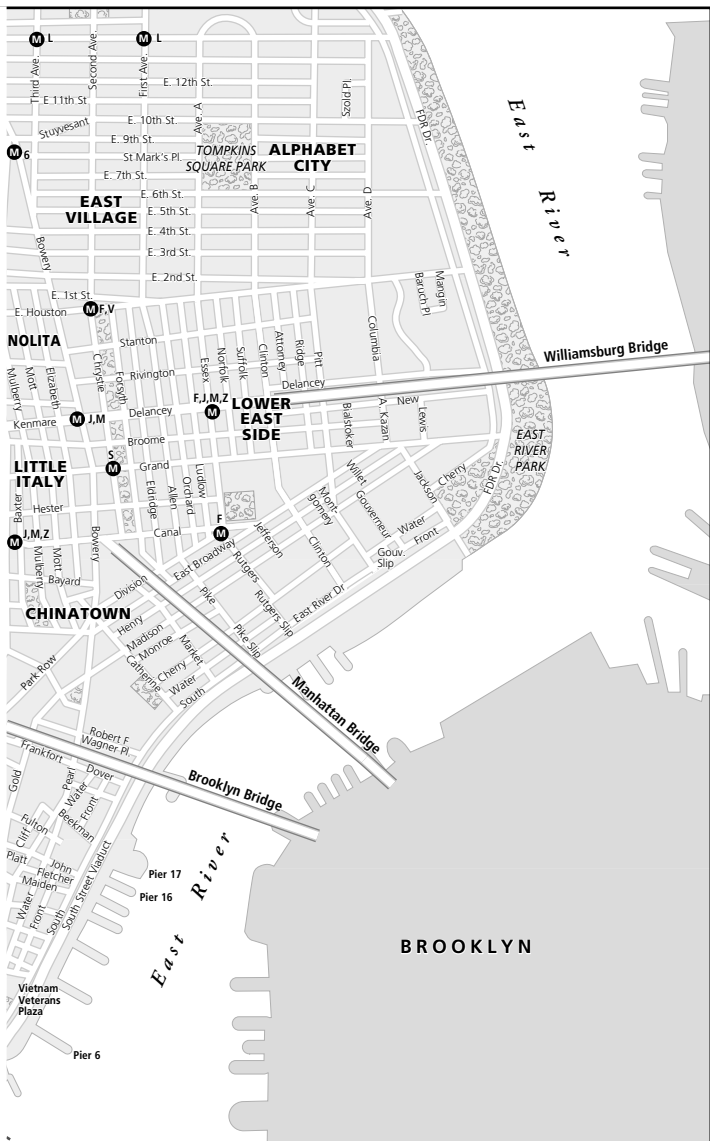 M L
M L
Third Ave.
Second Ave.
First Ave.
E. 12th St.
E. 11th St
Ave. A
Szold Pl.
FDR Dr.
East River
Stuyvesant
E. 10th St.
E. 9th St.
M 6
St Mark's Pl.
TOMPKINS
SQUARE PARK
ALPHABET
CITY
E. 7th St.
E. 6th St.
Ave. B
Ave. C
Ave. D
EAST
VILLAGE
E. 5th St.
E. 4th St.
Bowery
E. 3rd St.
E. 2nd St.
E. 1st St.
E. Houston
M F,V
Baruch Pl
Mangin
NOLITA
Stanton
Columbia
Williamsburg Bridge
Mulberry
Mott
Elizabeth
Chrystie
Forsyth
Rivington
Essex
Norfolk
Suffolk
Clinton
Attorney
Ridge
Pitt
Delancey
F,J,M,Z
M
LOWER
EAST
SIDE
New
Kenmare
M J,M
Delancey
Bialstoker
A. Kazan
Lewis
Broome
EAST
RIVER
PARK
S
M
Grand
LITTLE
ITALY
Eldridge
Allen
Orchard
Ludlow
Willet
Jackson
Cherry
FDR Dr.
Baxter
Hester
Mont-
gomery
Gouverneur
Water
Front
J,M,Z
M
Bowery
Canal
F
M
Jefferson
Clinton
Gouv.
Slip
Mulberry
Mott
Bayard
Division
East Broadway
Rutgers
Pike
Rutgers Slip
East River Dr
CHINATOWN
Henry
Madison
Monroe
Catherine
Market
Cherry
Water
South
Pike Slip
Park Row
Manhattan Bridge
Robert F
Wagner Pl.
Frankfort
Dover
Brooklyn Bridge
Gold
Pearl
Water
Front
Beekman
Fulton
Cliff
Platt
John
Fletcher
Maiden
Water
Front
South
South Street Viaduct
East River
Pier 17
Pier 16
BROOKLYN
Vietnam
Veterans
Plaza
Pier 6